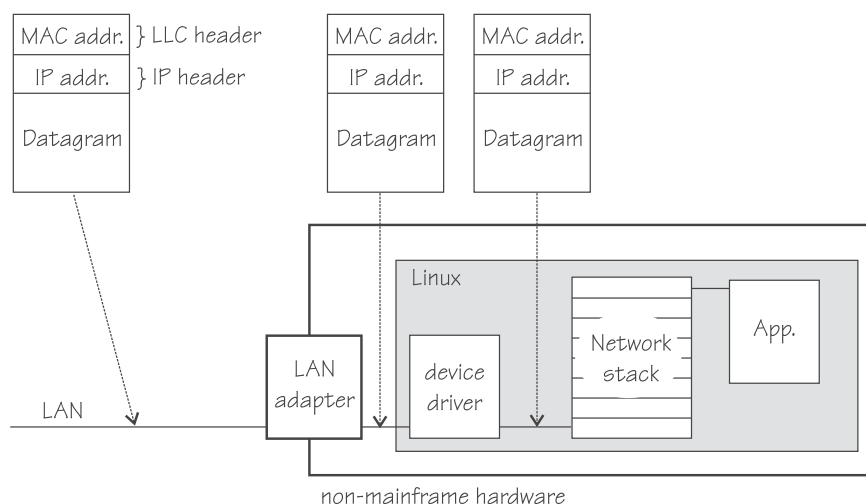 MAC addr.
} LLC header
IP addr.
} IP header
Datagram
MAC addr.
IP addr.
Datagram
MAC addr.
IP addr.
Datagram
Linux
LAN
LAN
adapter
device
driver
Network
stack
App.
non-mainframe hardware